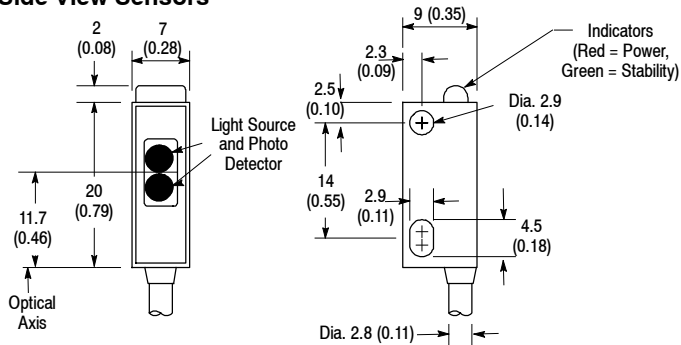 Side View Sensors
2
(0.08)
7
(0.28)
Light Source
and Photo
Detector
20
(0.79)
11.7
(0.46)
Optical
Axis
9 (0.35)
2.3
(0.09)
2.5
(0.10)
Indicators
(Red = Power,
Green = Stability)
Dia. 2.9
(0.14)
14
(0.55)
2.9
(0.11)
4.5
(0.18)
Dia. 2.8 (0.11)